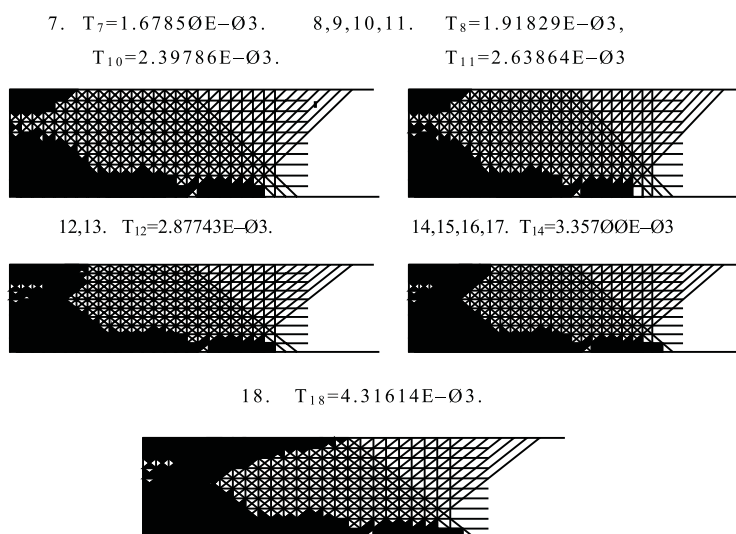 7. T₇=1.6785ØE–Ø3. 8,9,10,11. T₈=1.91829E–Ø3,
T₁₀=2.39786E–Ø3. T₁₁=2.63864E–Ø3
12,13. T₁₂=2.87743E–Ø3. 14,15,16,17. T₁₄=3.357ØØE–Ø3
18. T₁₈=4.31614E–Ø3.